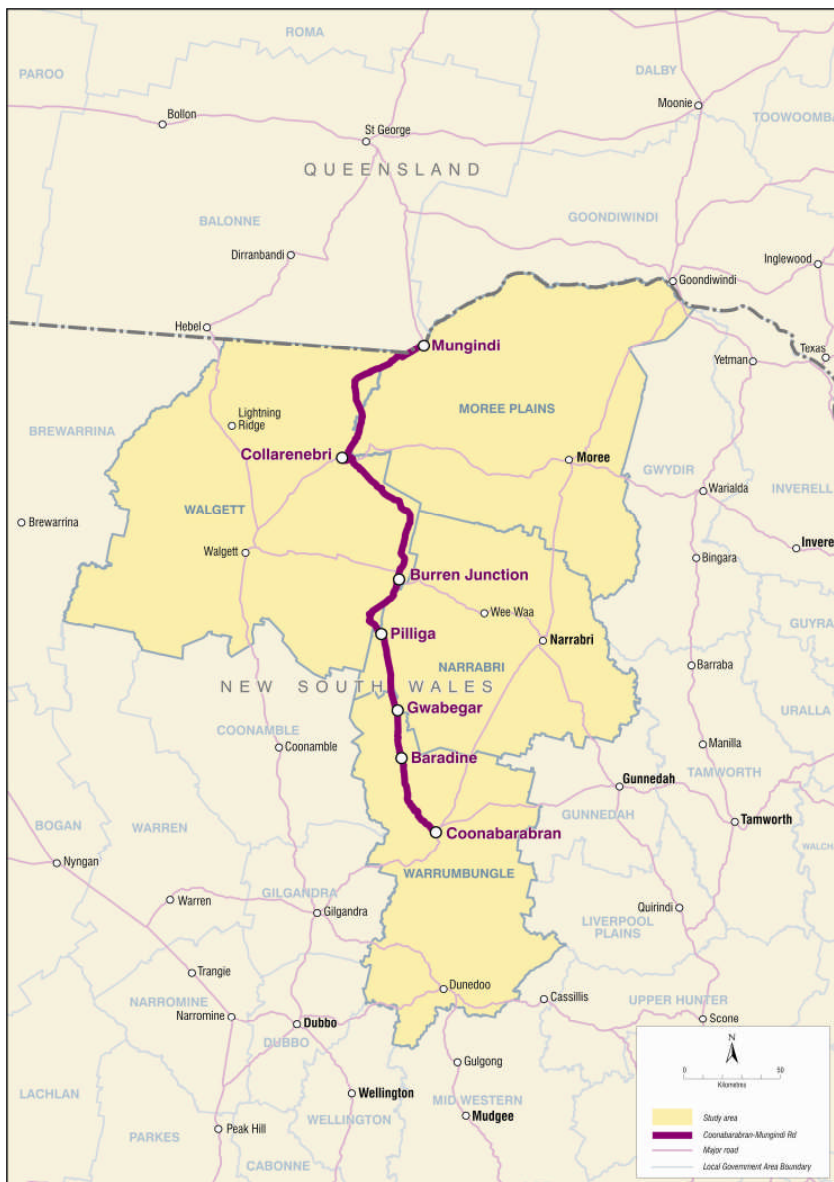 ROMA
PAROO
DALBY
Bollon
Moonie
TOOWOOMBA
St George
QUEENSLAND
BALONNE
GOONDIWINDI
Dirranbandi
Inglewood
Goondiwindi
Hebel
Mungindi
Texas
Yetman
Lightning
Ridge
MOREE PLAINS
BREWARRINA
Collarenebri
Moree
GWYDIR
Warialda
INVERELL
WALGETT
Brewarrina
Walgett
Invere
Bingara
Burren Junction
Wee Waa
GUYRA
Pilliga
Narrabri
NARRABRI
Barraba
NEW SOUTH WALES
URALLA
Gwabegar
COONAMBLE
Coonamble
Manilla
Baradine
TAMWORTH
Gunnedah
GUNNEDAH
BOGAN
WARREN
Coonabarabran
Tamworth
WALCH
Nyngan
WARRUMBUNGLE
GILGANDRA
Warren
Gilgandra
Quirindi
LIVERPOOL
PLAINS
Trangie
Dunedoo
NARROMINE
Cassillis
UPPER HUNTER
Narromine
Dubbo
Scone
DUBBO
N
Gulgong
0 50
Kilometres
LACHLAN
Wellington
MID WESTERN
Mudgee
WELLINGTON
Study area
Peak Hill
PARKES
Coonabarabran-Mungindi Rd
Major road
CABONNE
Local Government Area Boundary